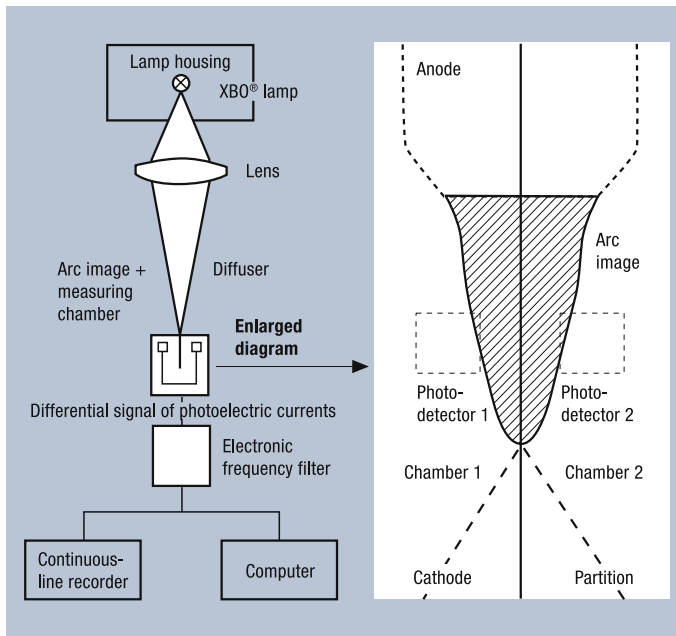 Lamp housing
XBO® lamp
Lens
Arc image +
measuring
chamber
Diffuser
Enlarged
diagram
Differential signal of photoelectric currents
Electronic
frequency filter
Continuous-
line recorder
Computer
Anode
Arc
image
Photo-
detector 1
Photo-
detector 2
Chamber 1
Chamber 2
Cathode
Partition